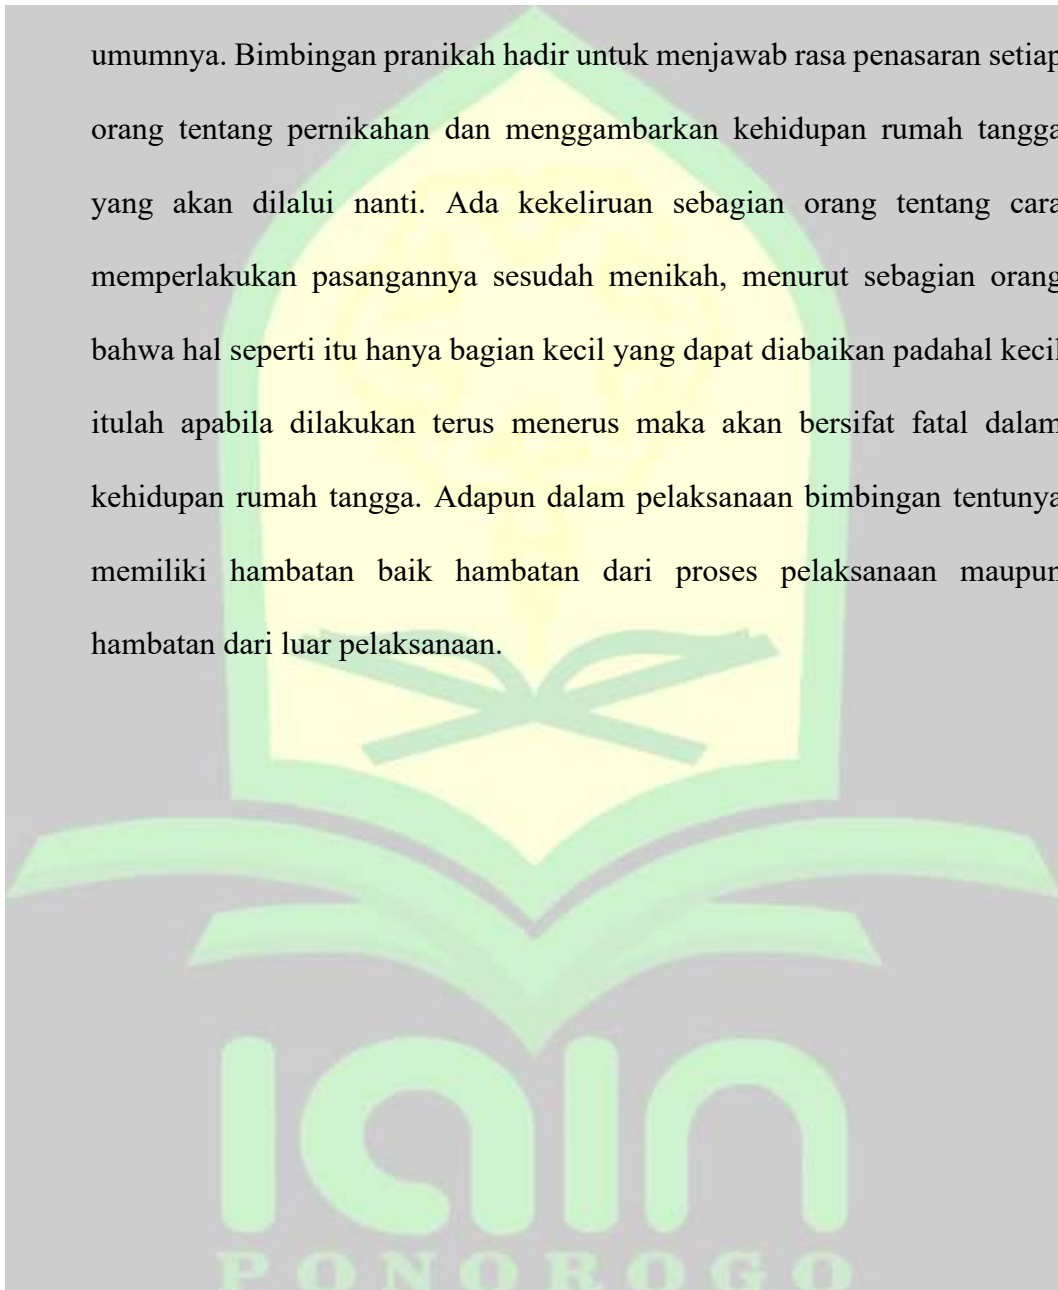 umumnya. Bimbingan pranikah hadir untuk menjawab rasa penasaran setiap
orang tentang pernikahan dan menggambarkan kehidupan rumah tangga
yang akan dilalui nanti. Ada kekeliruan sebagian orang tentang cara
memperlakukan pasangannya sesudah menikah, menurut sebagian orang
bahwa hal seperti itu hanya bagian kecil yang dapat diabaikan padahal kecil
itulah apabila dilakukan terus menerus maka akan bersifat fatal dalam
kehidupan rumah tangga. Adapun dalam pelaksanaan bimbingan tentunya
memiliki hambatan baik hambatan dari proses pelaksanaan maupun
hambatan dari luar pelaksanaan.
IAIN
PONOROGO